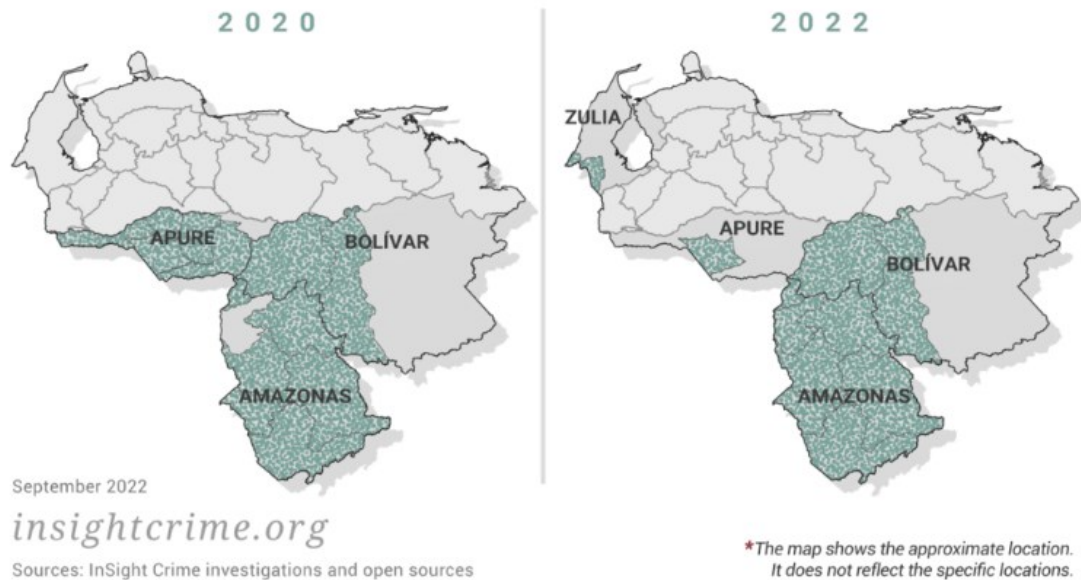 2020
2022
ZULIA
APURE
BOLÍVAR
AMAZONAS
APURE
BOLÍVAR
AMAZONAS
September 2022
insightcrime.org
Sources: InSight Crime investigations and open sources
*The map shows the approximate location.
It does not reflect the specific locations.